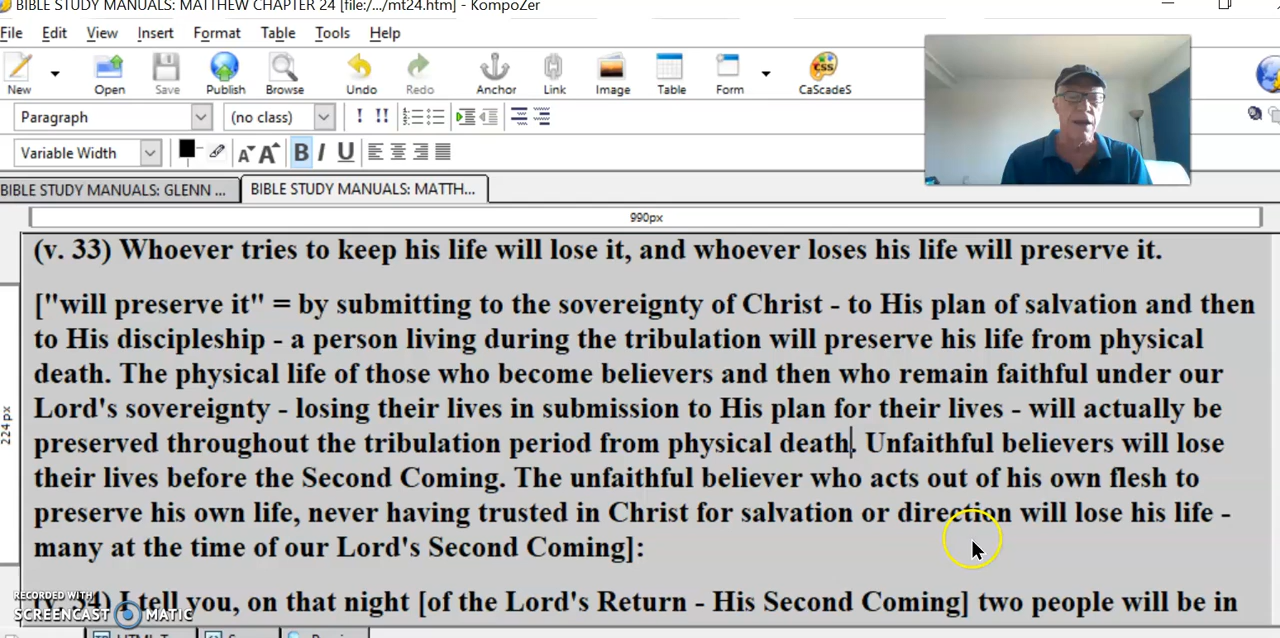 BIBLE STUDY MANUALS: MATTHEW CHAPTER 24 [file:/.../mt24.htm] - KompoZer
File Edit View Insert Format Table Tools Help
New Open Save Publish Browse Undo Redo Anchor Link Image Table Form CaScadeS
Paragraph (no class) ! !!
Variable Width A A B I U
BIBLE STUDY MANUALS: GLENN ... BIBLE STUDY MANUALS: MATTH...
990px
224 px
(v. 33) Whoever tries to keep his life will lose it, and whoever loses his life will preserve it.
["will preserve it" = by submitting to the sovereignty of Christ - to His plan of salvation and then
to His discipleship - a person living during the tribulation will preserve his life from physical
death. The physical life of those who become believers and then who remain faithful under our
Lord's sovereignty - losing their lives in submission to His plan for their lives - will actually be
preserved throughout the tribulation period from physical death. Unfaithful believers will lose
their lives before the Second Coming. The unfaithful believer who acts out of his own flesh to
preserve his own life, never having trusted in Christ for salvation or direction will lose his life -
many at the time of our Lord's Second Coming]:
(v. 34) I tell you, on that night [of the Lord's Return - His Second Coming] two people will be in
RECORDED WITH
SCREENCAST MATIC